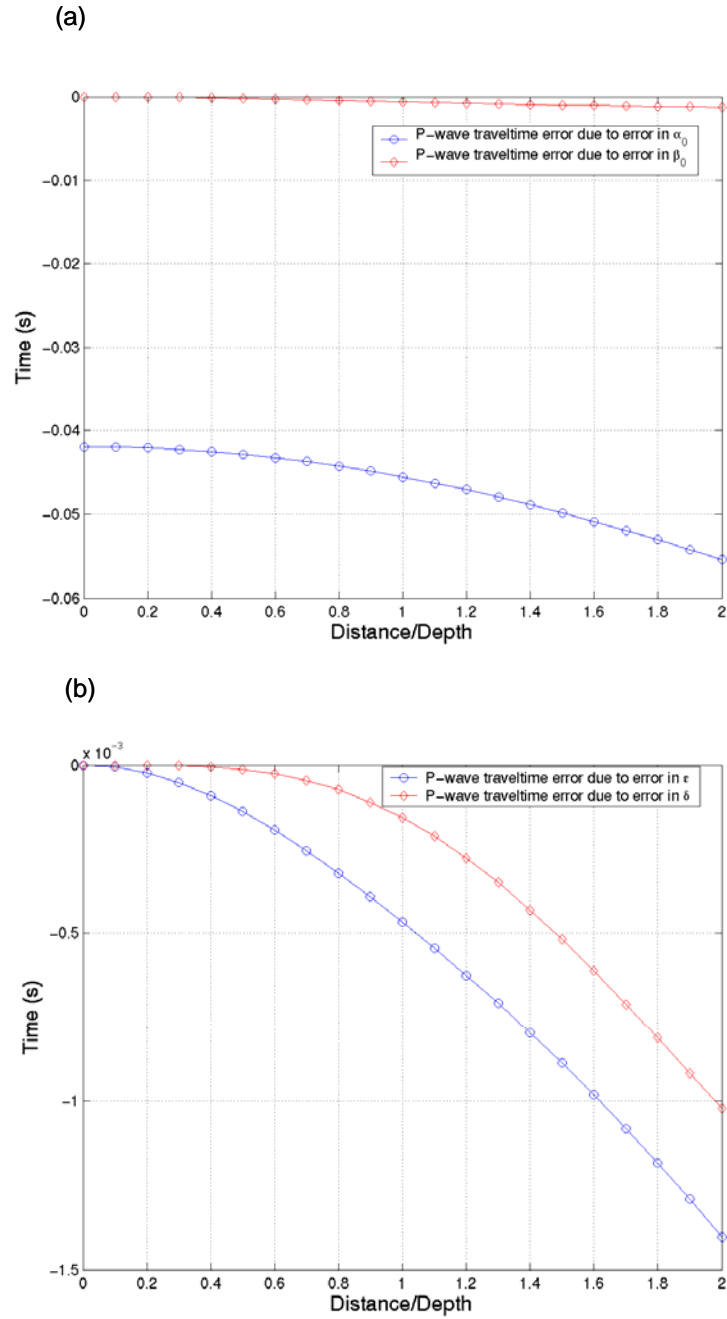 (a)
0
-0.01
-0.02
-0.03
-0.04
-0.05
-0.06
Time (s)
P-wave traveltime error due to error in α₀
P-wave traveltime error due to error in β₀
0 0.2 0.4 0.6 0.8 1 1.2 1.4 1.6 1.8 2
Distance/Depth
(b)
x 10⁻³
0
-0.5
-1
-1.5
Time (s)
P-wave traveltime error due to error in ε
P-wave traveltime error due to error in δ
0 0.2 0.4 0.6 0.8 1 1.2 1.4 1.6 1.8 2
Distance/Depth